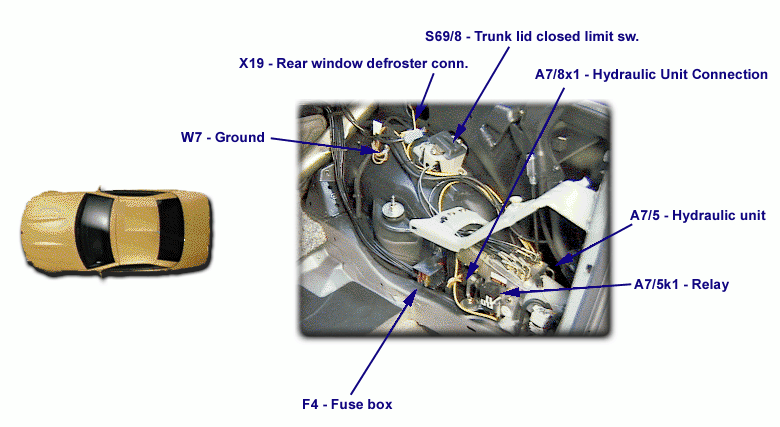 S69/8 - Trunk lid closed limit sw.
X19 - Rear window defroster conn.
A7/8x1 - Hydraulic Unit Connection
W7 - Ground
A7/5 - Hydraulic unit
A7/5k1 - Relay
F4 - Fuse box